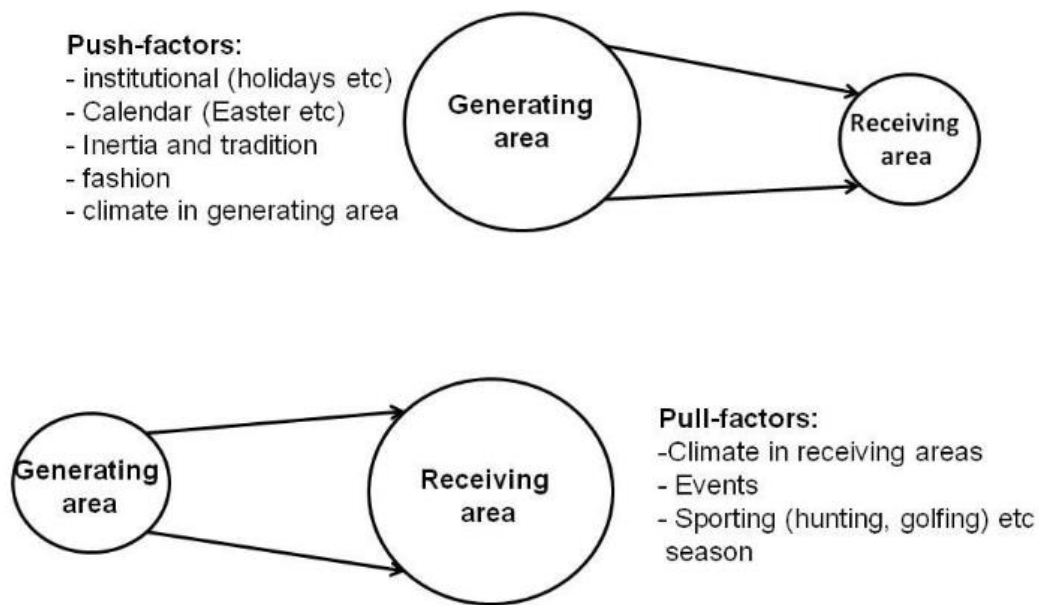 Push-factors:
- institutional (holidays etc)
- Calendar (Easter etc)
- Inertia and tradition
- fashion
- climate in generating area
Generating
area
Receiving
area
Generating
area
Receiving
area
Pull-factors:
-Climate in receiving areas
- Events
- Sporting (hunting, golfing) etc
season